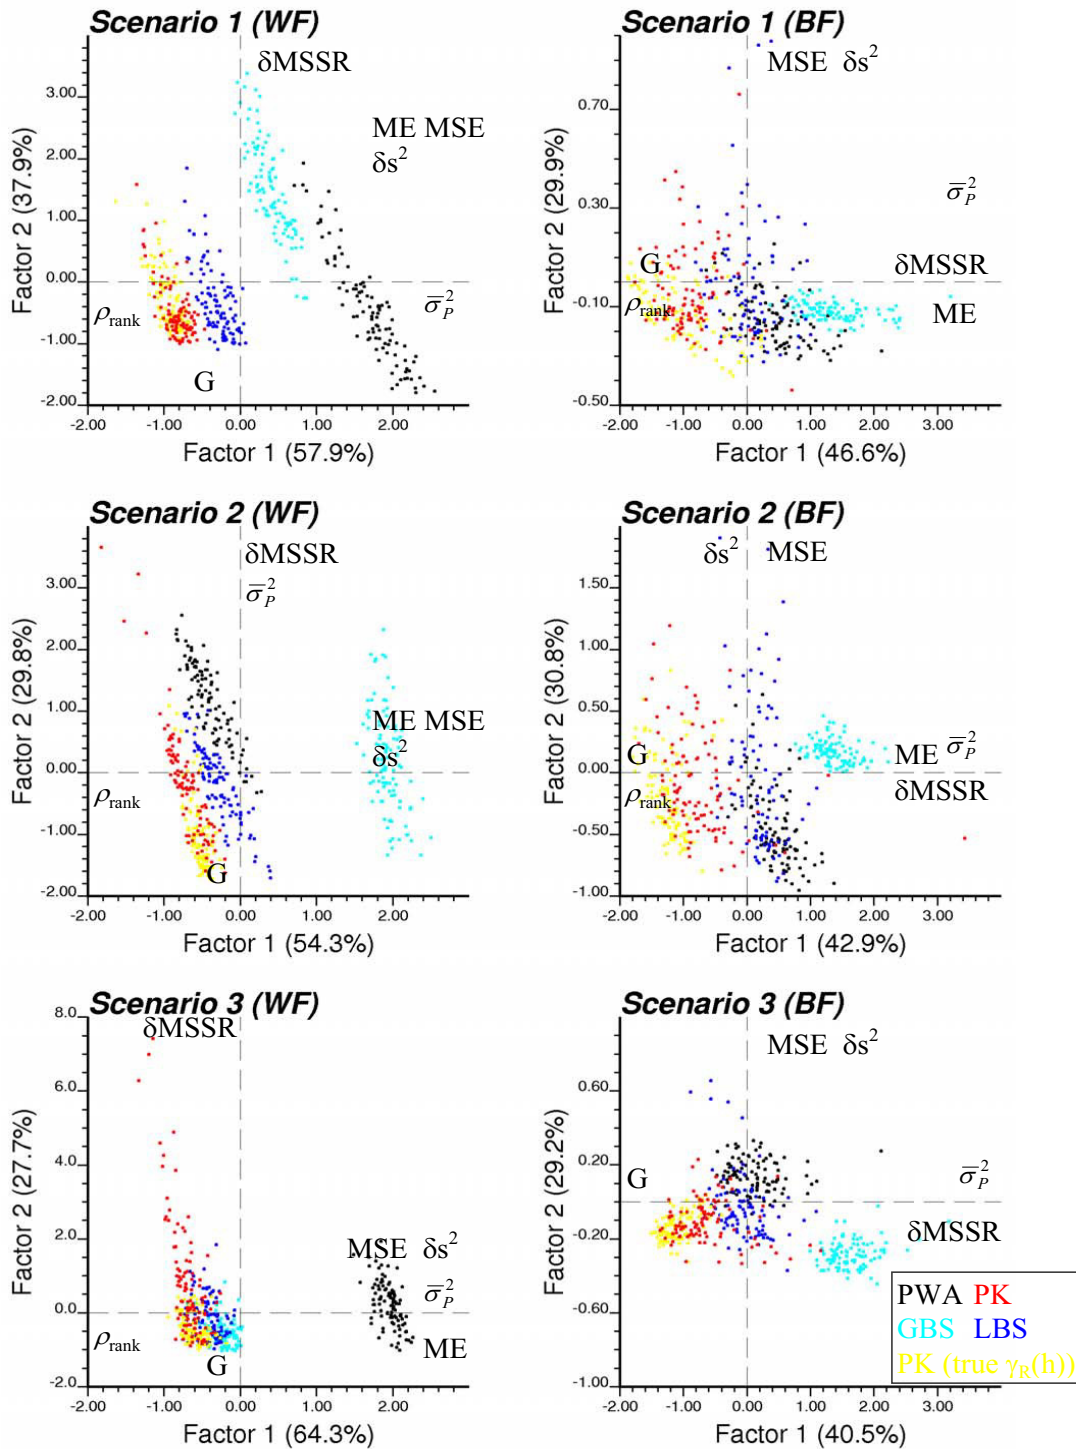 Scenario 1 (WF)
δMSSR
ME MSE
δs²
ρrank
σ̅P²
G
Factor 2 (37.9%)
3.00
2.00
1.00
0.00
-1.00
-2.00
-2.00 -1.00 0.00 1.00 2.00
Factor 1 (57.9%)
Scenario 1 (BF)
MSE δs²
σ̅P²
G
δMSSR
ρrank
ME
Factor 2 (29.9%)
0.70
0.30
-0.10
-0.50
-2.00 -1.00 0.00 1.00 2.00 3.00
Factor 1 (46.6%)
Scenario 2 (WF)
δMSSR
σ̅P²
ME MSE
δs²
ρrank
G
Factor 2 (29.8%)
3.00
2.00
1.00
0.00
-1.00
-2.00
-2.00 -1.00 0.00 1.00 2.00
Factor 1 (54.3%)
Scenario 2 (BF)
δs² MSE
G
ME σ̅P²
ρrank
δMSSR
Factor 2 (30.8%)
1.50
1.00
0.50
0.00
-0.50
-1.00
-2.00 -1.00 0.00 1.00 2.00 3.00
Factor 1 (42.9%)
Scenario 3 (WF)
δMSSR
MSE δs²
σ̅P²
ρrank
ME
G
Factor 2 (27.7%)
8.0
6.0
4.0
2.0
0.0
-2.0
-2.00 -1.00 0.00 1.00 2.00
Factor 1 (64.3%)
Scenario 3 (BF)
MSE δs²
G
σ̅P²
δMSSR
Factor 2 (29.2%)
0.60
0.20
-0.20
-0.60
-1.00
-2.00 -1.00 0.00 1.00 2.00 3.00
Factor 1 (40.5%)
PWA PK
GBS LBS
PK (true γR(h))